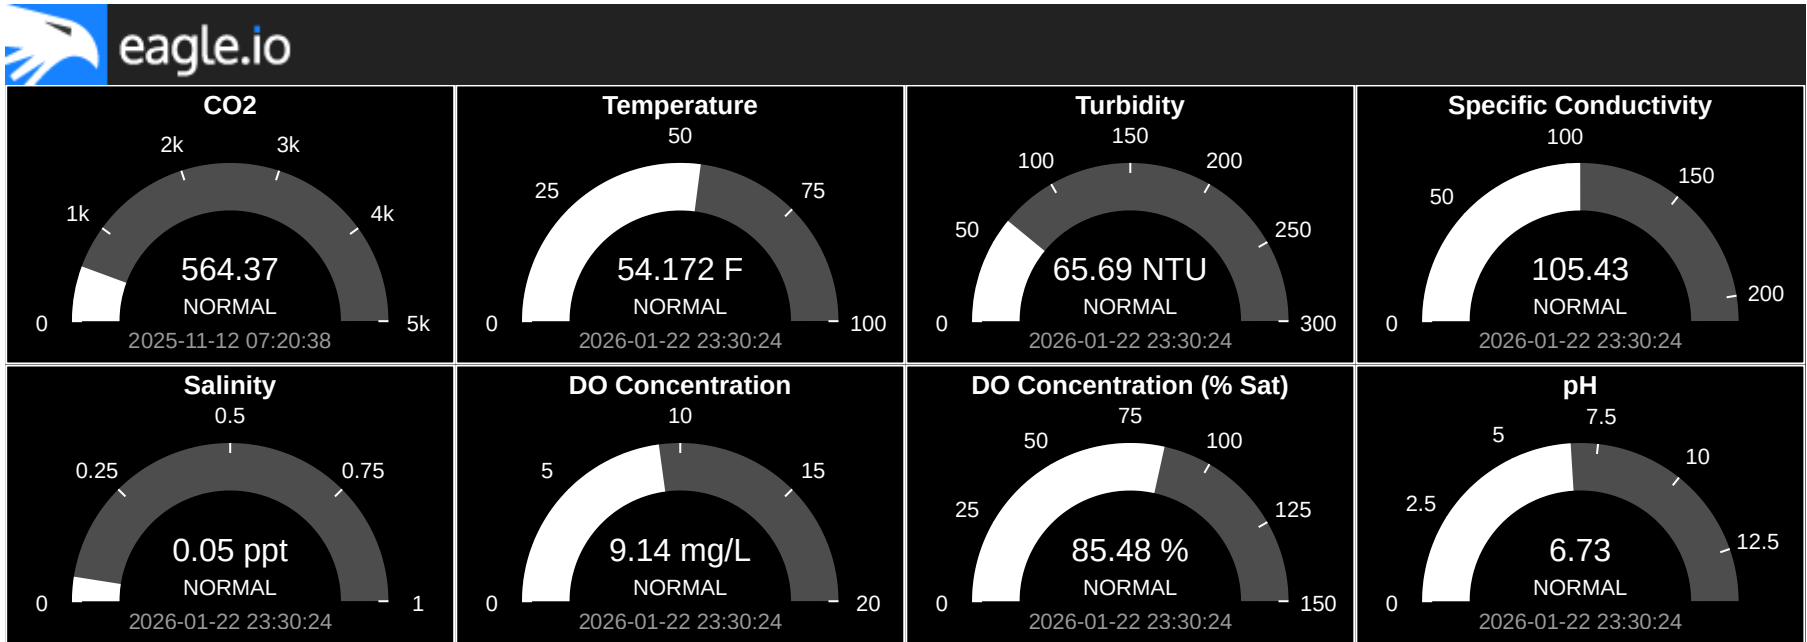 eagle.io
CO2
0
1k
2k
3k
4k
5k
564.37
NORMAL
2025-11-12 07:20:38
Temperature
0
25
50
75
100
54.172 F
NORMAL
2026-01-22 23:30:24
Turbidity
0
50
100
150
200
250
300
65.69 NTU
NORMAL
2026-01-22 23:30:24
Specific Conductivity
0
50
100
150
200
105.43
NORMAL
2026-01-22 23:30:24
Salinity
0
0.25
0.5
0.75
1
0.05 ppt
NORMAL
2026-01-22 23:30:24
DO Concentration
0
5
10
15
20
9.14 mg/L
NORMAL
2026-01-22 23:30:24
DO Concentration (% Sat)
0
25
50
75
100
125
150
85.48 %
NORMAL
2026-01-22 23:30:24
pH
0
2.5
5
7.5
10
12.5
6.73
NORMAL
2026-01-22 23:30:24